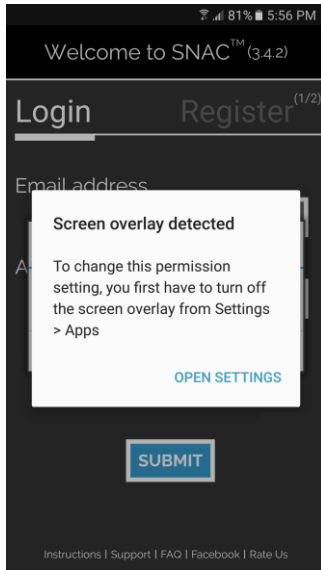 81% 5:56 PM
Welcome to SNAC™ (3.4.2)
Login Register (1/2)
Email address
Screen overlay detected
A
To change this permission
setting, you first have to turn off
the screen overlay from Settings
> Apps
OPEN SETTINGS
SUBMIT
Instructions | Support | FAQ | Facebook | Rate Us